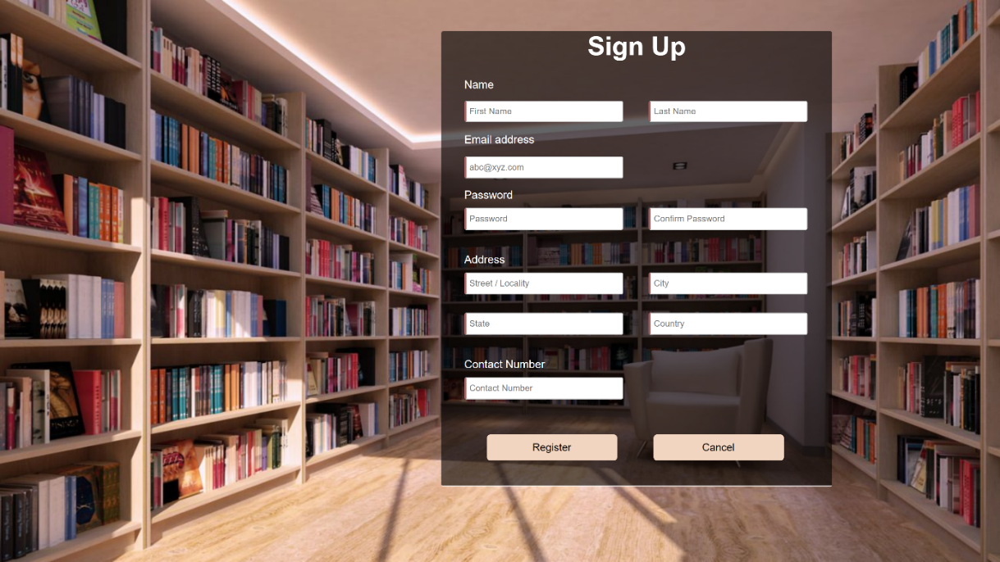 Sign Up
Name
First Name Last Name
Email address
abc@xyz.com
Password
Password Confirm Password
Address
Street / Locality City
State Country
Contact Number
Contact Number
Register Cancel